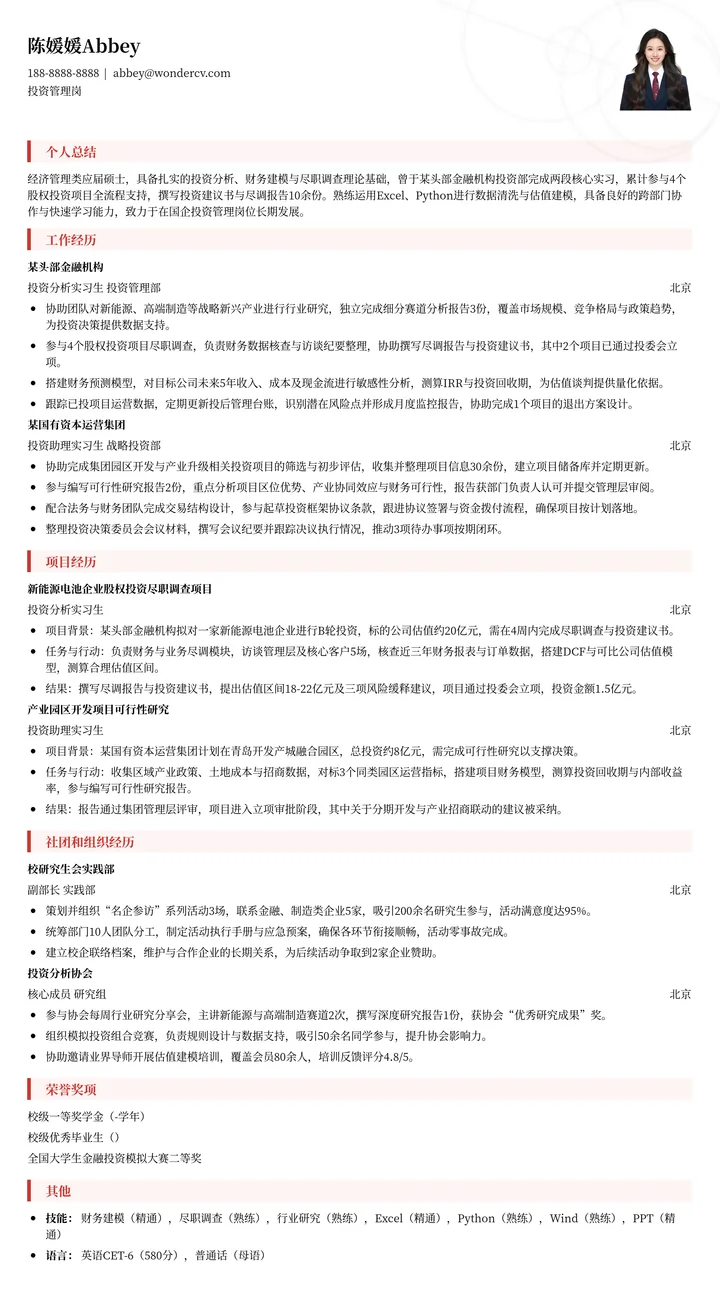 陈媛媛Abbey
188-8888-8888 | abbey@wondercv.com
投资管理岗
个人总结
经济管理类应届硕士，具备扎实的投资分析、财务建模与尽职调查理论基础，曾于某头部金融机构投资部完成两段核心实习，累计参与4个
股权投资项目全流程支持，撰写投资建议书与尽调报告10余份。熟练运用Excel、Python进行数据清洗与估值建模，具备良好的跨部门协
作与快速学习能力，致力于在国企投资管理岗位长期发展。
工作经历
某头部金融机构
投资分析实习生 投资管理部 北京
• 协助团队对新能源、高端制造等战略新兴产业进行行业研究，独立完成细分赛道分析报告3份，覆盖市场规模、竞争格局与政策趋势，
为投资决策提供数据支持。
• 参与4个股权投资项目尽职调查，负责财务数据核查与访谈纪要整理，协助撰写尽调报告与投资建议书，其中2个项目已通过投委会立
项。
• 搭建财务预测模型，对目标公司未来5年收入、成本及现金流进行敏感性分析，测算IRR与投资回收期，为估值谈判提供量化依据。
• 跟踪已投项目运营数据，定期更新投后管理台账，识别潜在风险点并形成月度监控报告，协助完成1个项目的退出方案设计。
某国有资本运营集团
投资助理实习生 战略投资部 北京
• 协助完成集团园区开发与产业升级相关投资项目的筛选与初步评估，收集并整理项目信息30余份，建立项目储备库并定期更新。
• 参与编写可行性研究报告2份，重点分析项目区位优势、产业协同效应与财务可行性，报告获部门负责人认可并提交管理层审阅。
• 配合法务与财务团队完成交易结构设计，参与起草投资框架协议条款，跟进协议签署与资金拨付流程，确保项目按计划落地。
• 整理投资决策委员会会议材料，撰写会议纪要并跟踪决议执行情况，推动3项待办事项按期闭环。
项目经历
新能源电池企业股权投资尽职调查项目
投资分析实习生 北京
• 项目背景：某头部金融机构拟对一家新能源电池企业进行B轮投资，标的公司估值约20亿元，需在4周内完成尽职调查与投资建议书。
• 任务与行动：负责财务与业务尽调模块，访谈管理层及核心客户5场，核查近三年财务报表与订单数据，搭建DCF与可比公司估值模
型，测算合理估值区间。
• 结果：撰写尽调报告与投资建议书，提出估值区间18-22亿元及三项风险缓释建议，项目通过投委会立项，投资金额1.5亿元。
产业园区开发项目可行性研究
投资助理实习生 北京
• 项目背景：某国有资本运营集团计划在青岛开发产城融合园区，总投资约8亿元，需完成可行性研究以支撑决策。
• 任务与行动：收集区域产业政策、土地成本与招商数据，对标3个同类园区运营指标，搭建项目财务模型，测算投资回收期与内部收益
率，参与编写可行性研究报告。
• 结果：报告通过集团管理层评审，项目进入立项审批阶段，其中关于分期开发与产业招商联动的建议被采纳。
社团和组织经历
校研究生会实践部
副部长 实践部 北京
• 策划并组织“名企参访”系列活动3场，联系金融、制造类企业5家，吸引200余名研究生参与，活动满意度达95%。
• 统筹部门10人团队分工，制定活动执行手册与应急预案，确保各环节衔接顺畅，活动零事故完成。
• 建立校企联络档案，维护与合作企业的长期关系，为后续活动争取到2家企业赞助。
投资分析协会
核心成员 研究组 北京
• 参与协会每周行业研究分享会，主讲新能源与高端制造赛道2次，撰写深度研究报告1份，获协会“优秀研究成果”奖。
• 组织模拟投资组合竞赛，负责规则设计与数据支持，吸引50余名同学参与，提升协会影响力。
• 协助邀请业界导师开展估值建模培训，覆盖会员80余人，培训反馈评分4.8/5。
荣誉奖项
校级一等奖学金（-学年）
校级优秀毕业生（）
全国大学生金融投资模拟大赛二等奖
其他
• 技能： 财务建模（精通），尽职调查（熟练），行业研究（熟练），Excel（精通），Python（熟练），Wind（熟练），PPT（精
通）
• 语言： 英语CET-6（580分），普通话（母语）